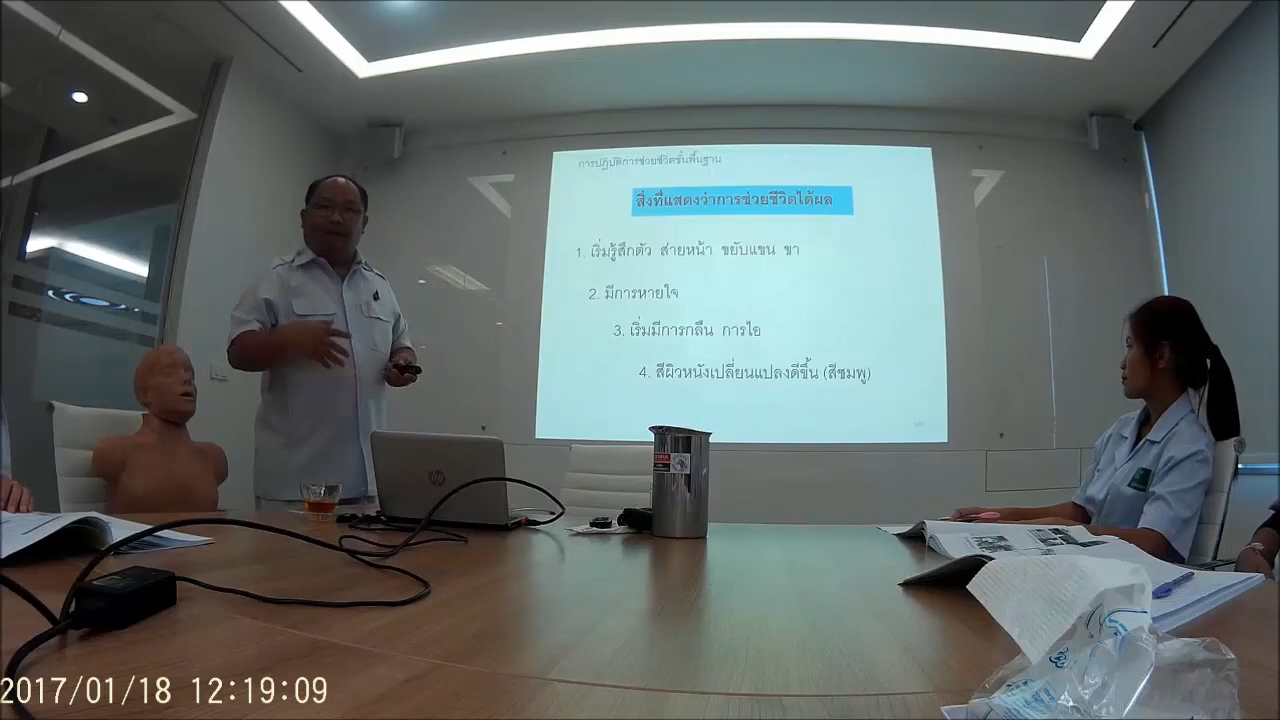 การปฏิบัติการช่วยชีวิตขั้นพื้นฐาน
สิ่งที่แสดงว่าการช่วยชีวิตได้ผล
1. เริ่มรู้สึกตัว ส่ายหน้า ขยับแขน ขา
2. มีการหายใจ
3. เริ่มมีการกลืน การไอ
4. สีผิวหนังเปลี่ยนแปลงดีขึ้น (สีชมพู)
hp
2017/01/18 12:19:09